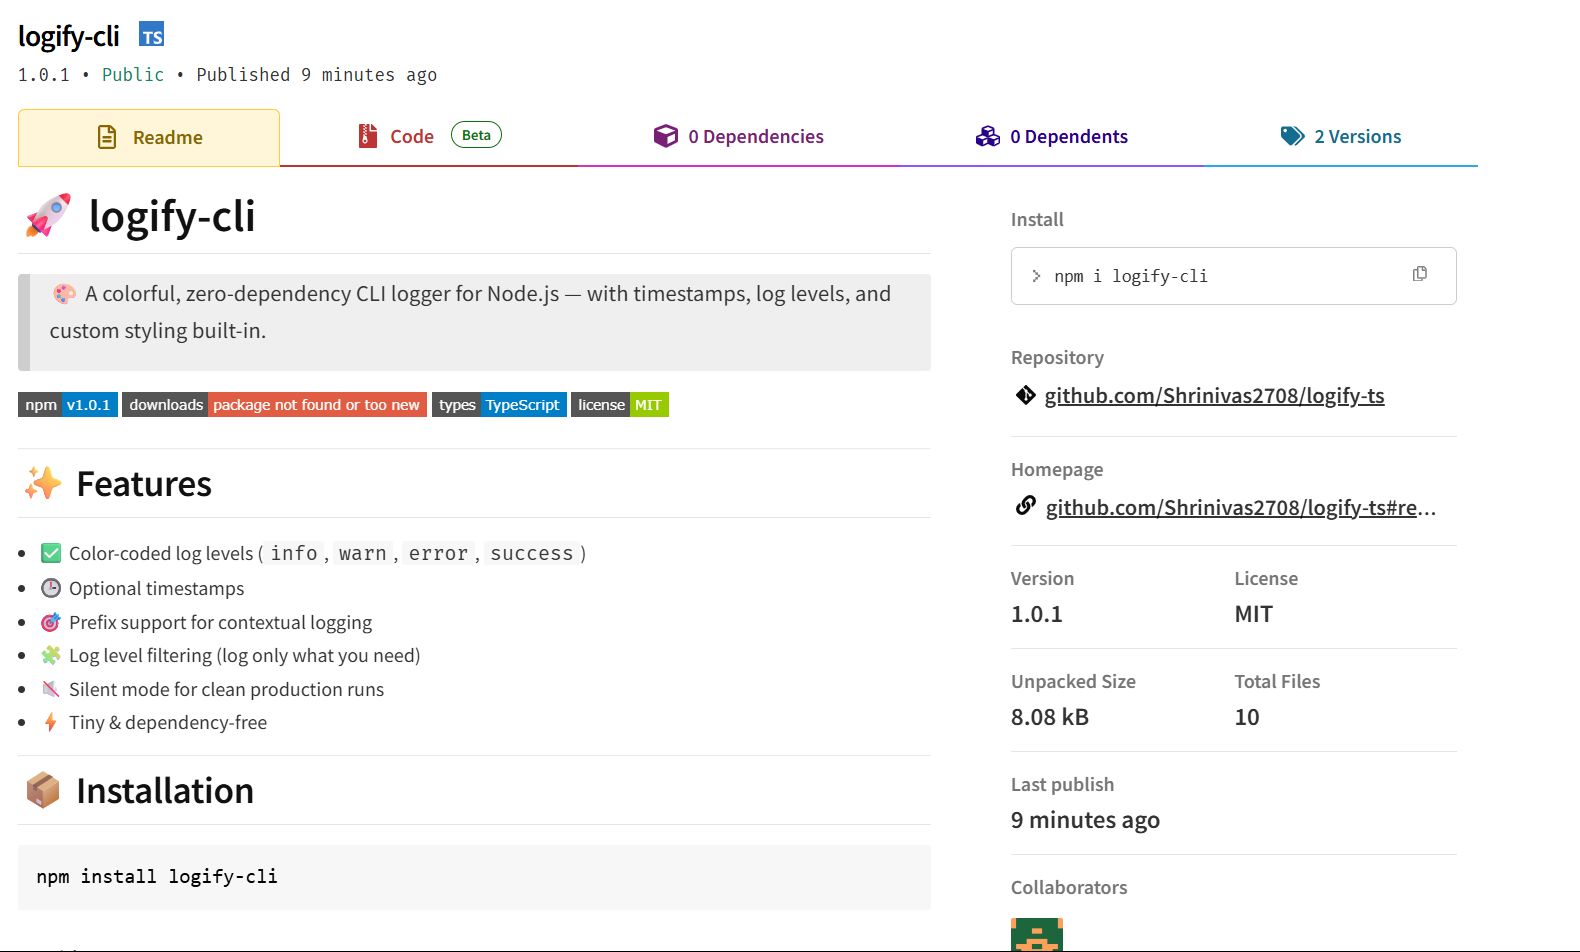 logify-cli TS
1.0.1 • Public • Published 9 minutes ago
Readme
Code Beta
0 Dependencies
0 Dependents
2 Versions
🚀 logify-cli
🎨 A colorful, zero-dependency CLI logger for Node.js — with timestamps, log levels, and
custom styling built-in.
npm v1.0.1 downloads package not found or too new types TypeScript license MIT
✨ Features
• ✅ Color-coded log levels ( info , warn , error , success )
• 🕒 Optional timestamps
• 🎯 Prefix support for contextual logging
• 🧩 Log level filtering (log only what you need)
• 🔇 Silent mode for clean production runs
• ⚡ Tiny & dependency-free
📦 Installation
npm install logify-cli
Install
> npm i logify-cli
Repository
github.com/Shrinivas2708/logify-ts
Homepage
github.com/Shrinivas2708/logify-ts#re...
Version License
1.0.1 MIT
Unpacked Size Total Files
8.08 kB 10
Last publish
9 minutes ago
Collaborators